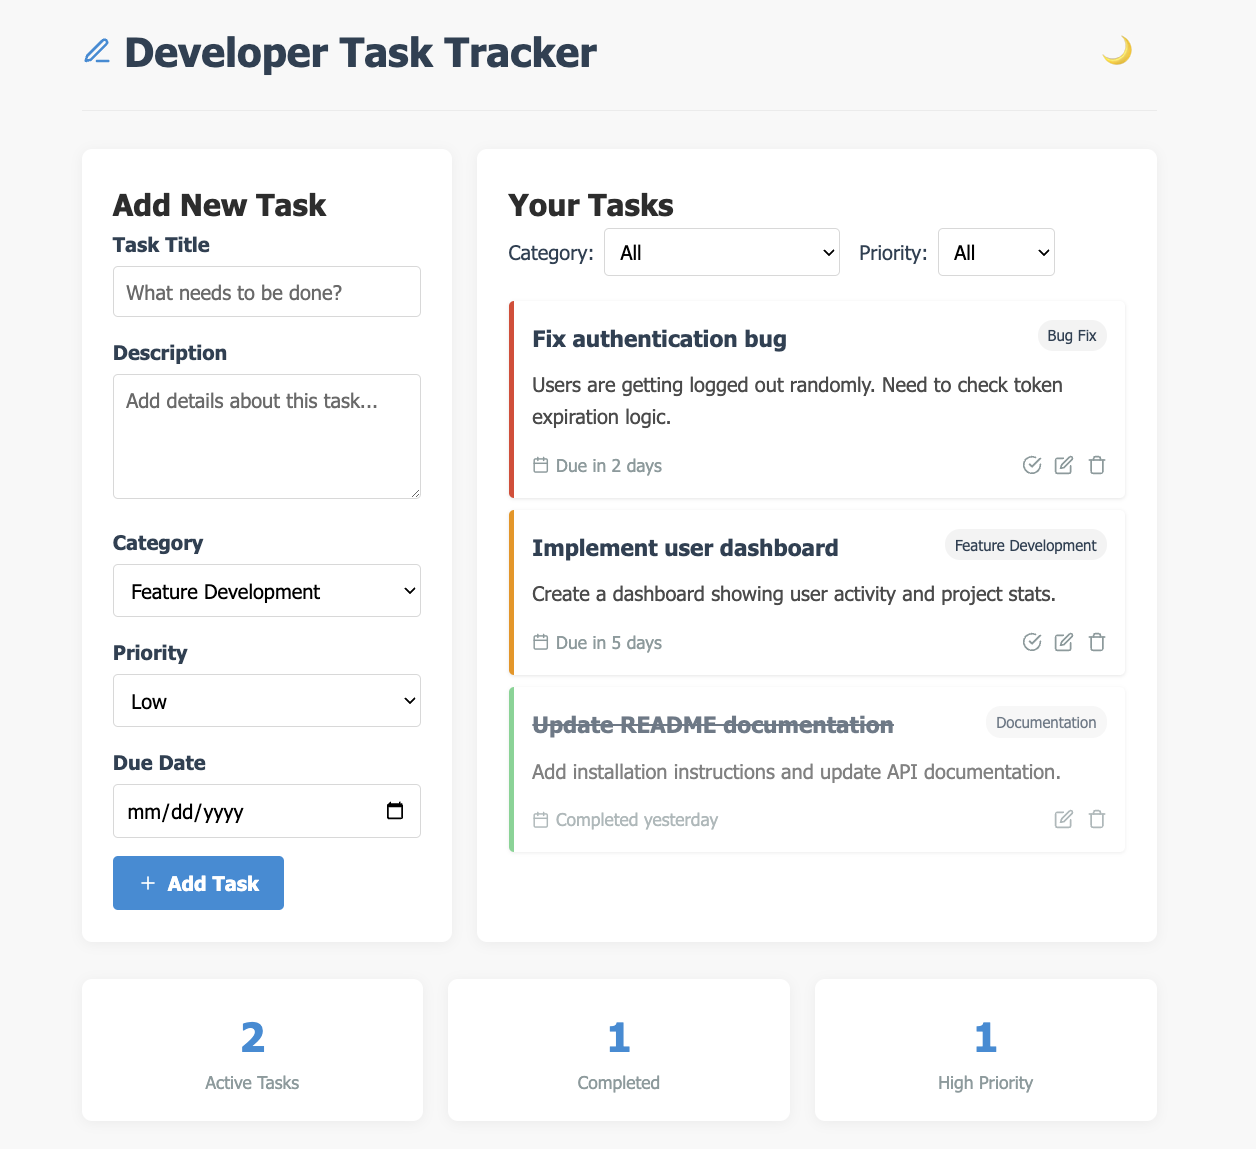 Developer Task Tracker
Add New Task
Task Title
What needs to be done?
Description
Add details about this task...
Category
Feature Development
Priority
Low
Due Date
mm/dd/yyyy
+ Add Task
Your Tasks
Category: All Priority: All
Fix authentication bug Bug Fix
Users are getting logged out randomly. Need to check token
expiration logic.
Due in 2 days
Implement user dashboard Feature Development
Create a dashboard showing user activity and project stats.
Due in 5 days
Update README documentation Documentation
Add installation instructions and update API documentation.
Completed yesterday
2
Active Tasks
1
Completed
1
High Priority